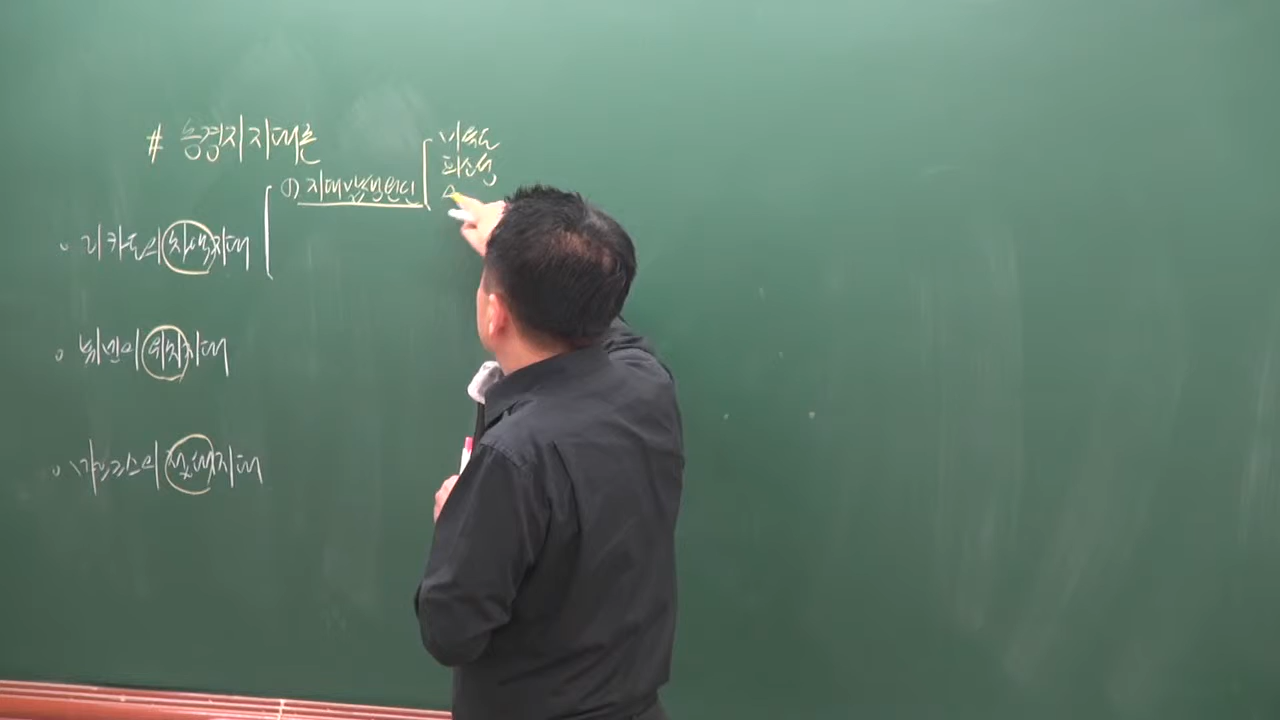 # 농경지 지대론
① 지대발생원인
비옥도
희소성
· 리카도의 차액지대
· 튀넨의 위치지대
· 마르크스의 절대지대